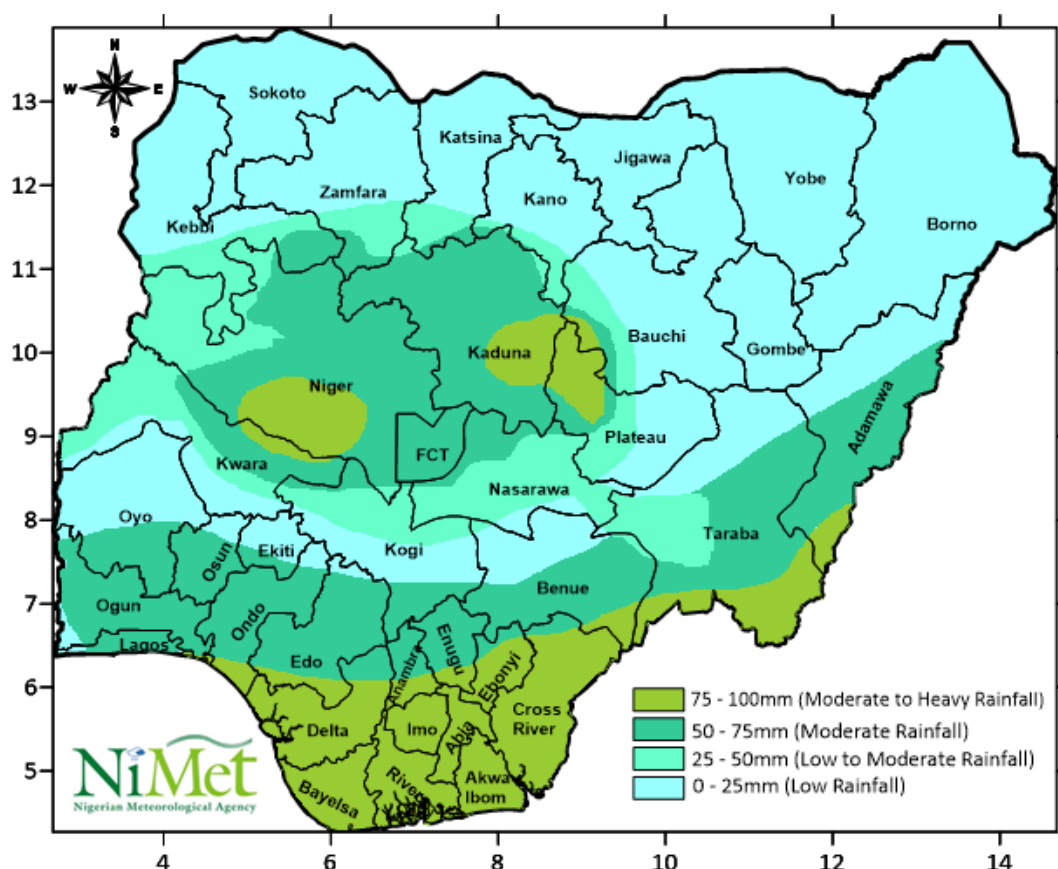 N
W E
S
13
12
11
10
9
8
7
6
5
4 6 8 10 12 14
Sokoto
Katsina
Jigawa
Yobe
Zamfara
Kano
Kebbi
Borno
Bauchi
Gombe
Kaduna
Niger
Adamawa
Plateau
FCT
Kwara
Nasarawa
Oyo
Taraba
Kogi
Ekiti
Osun
Benue
Ogun
Ondo
Enugu
Lagos
Edo
Anambra
Ebonyi
Delta
Imo
Abia
Cross
River
Rivers
Akwa
Ibom
Bayelsa
75 - 100mm (Moderate to Heavy Rainfall)
50 - 75mm (Moderate Rainfall)
25 - 50mm (Low to Moderate Rainfall)
0 - 25mm (Low Rainfall)
NiMet
Nigerian Meteorological Agency